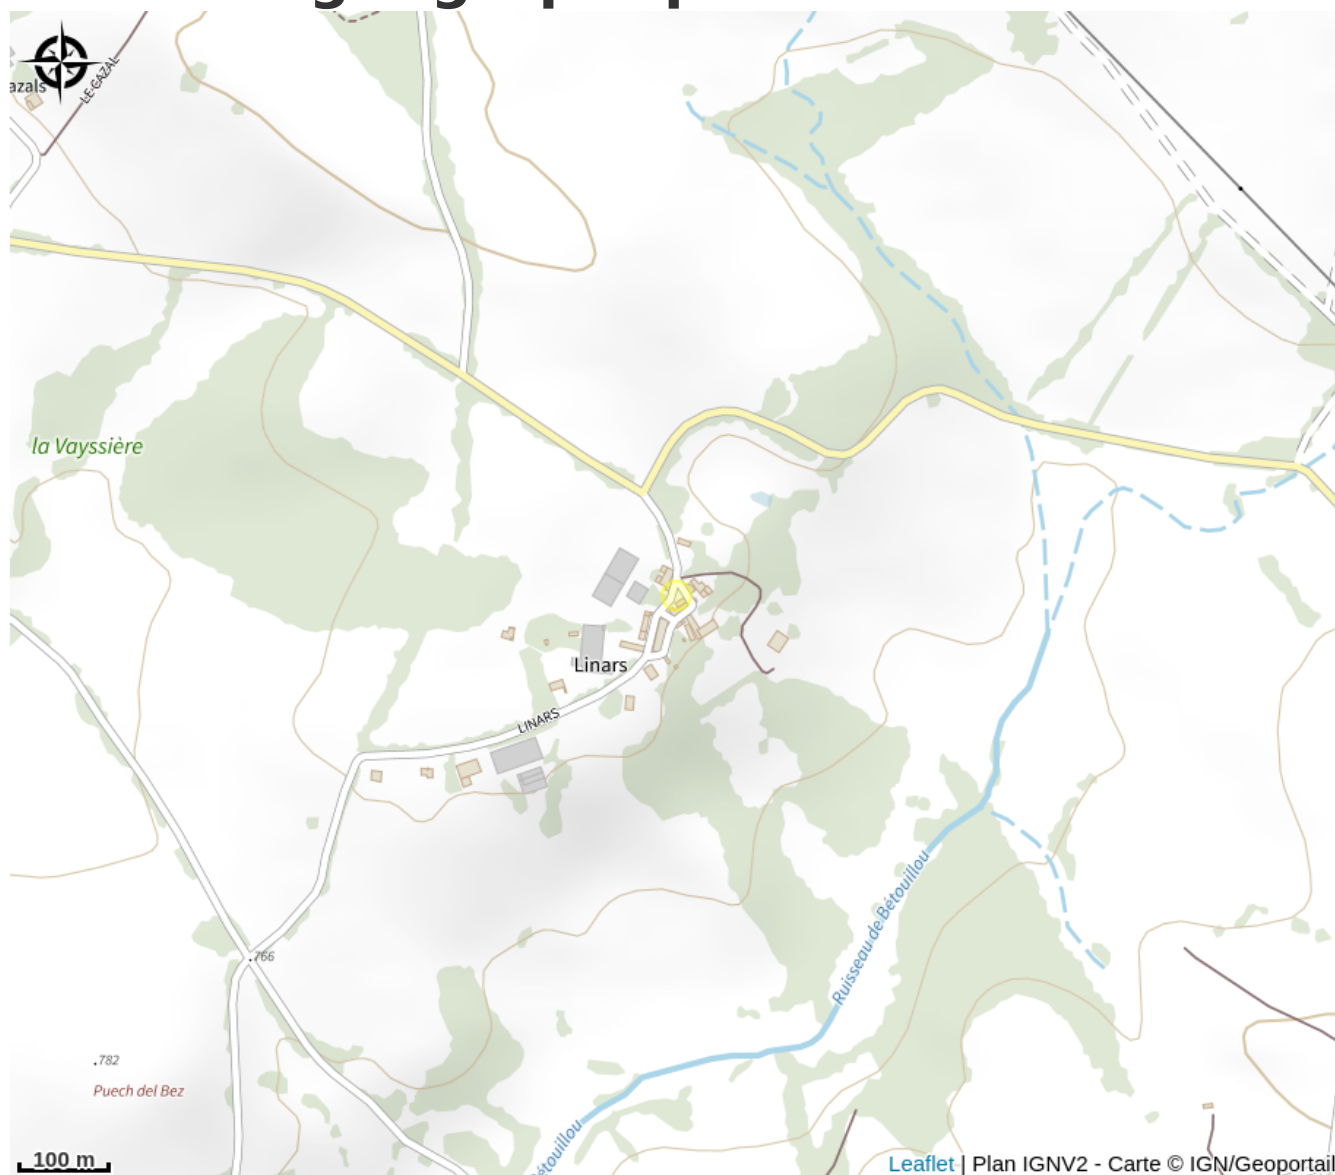 azals
LE CAZAL
la Vayssière
Linars
LINARS
Ruisseau de Bétouillou
766
782
Puech del Bez
étouillou
100 m
Leaflet | Plan IGNV2 - Carte © IGN/Geoportail